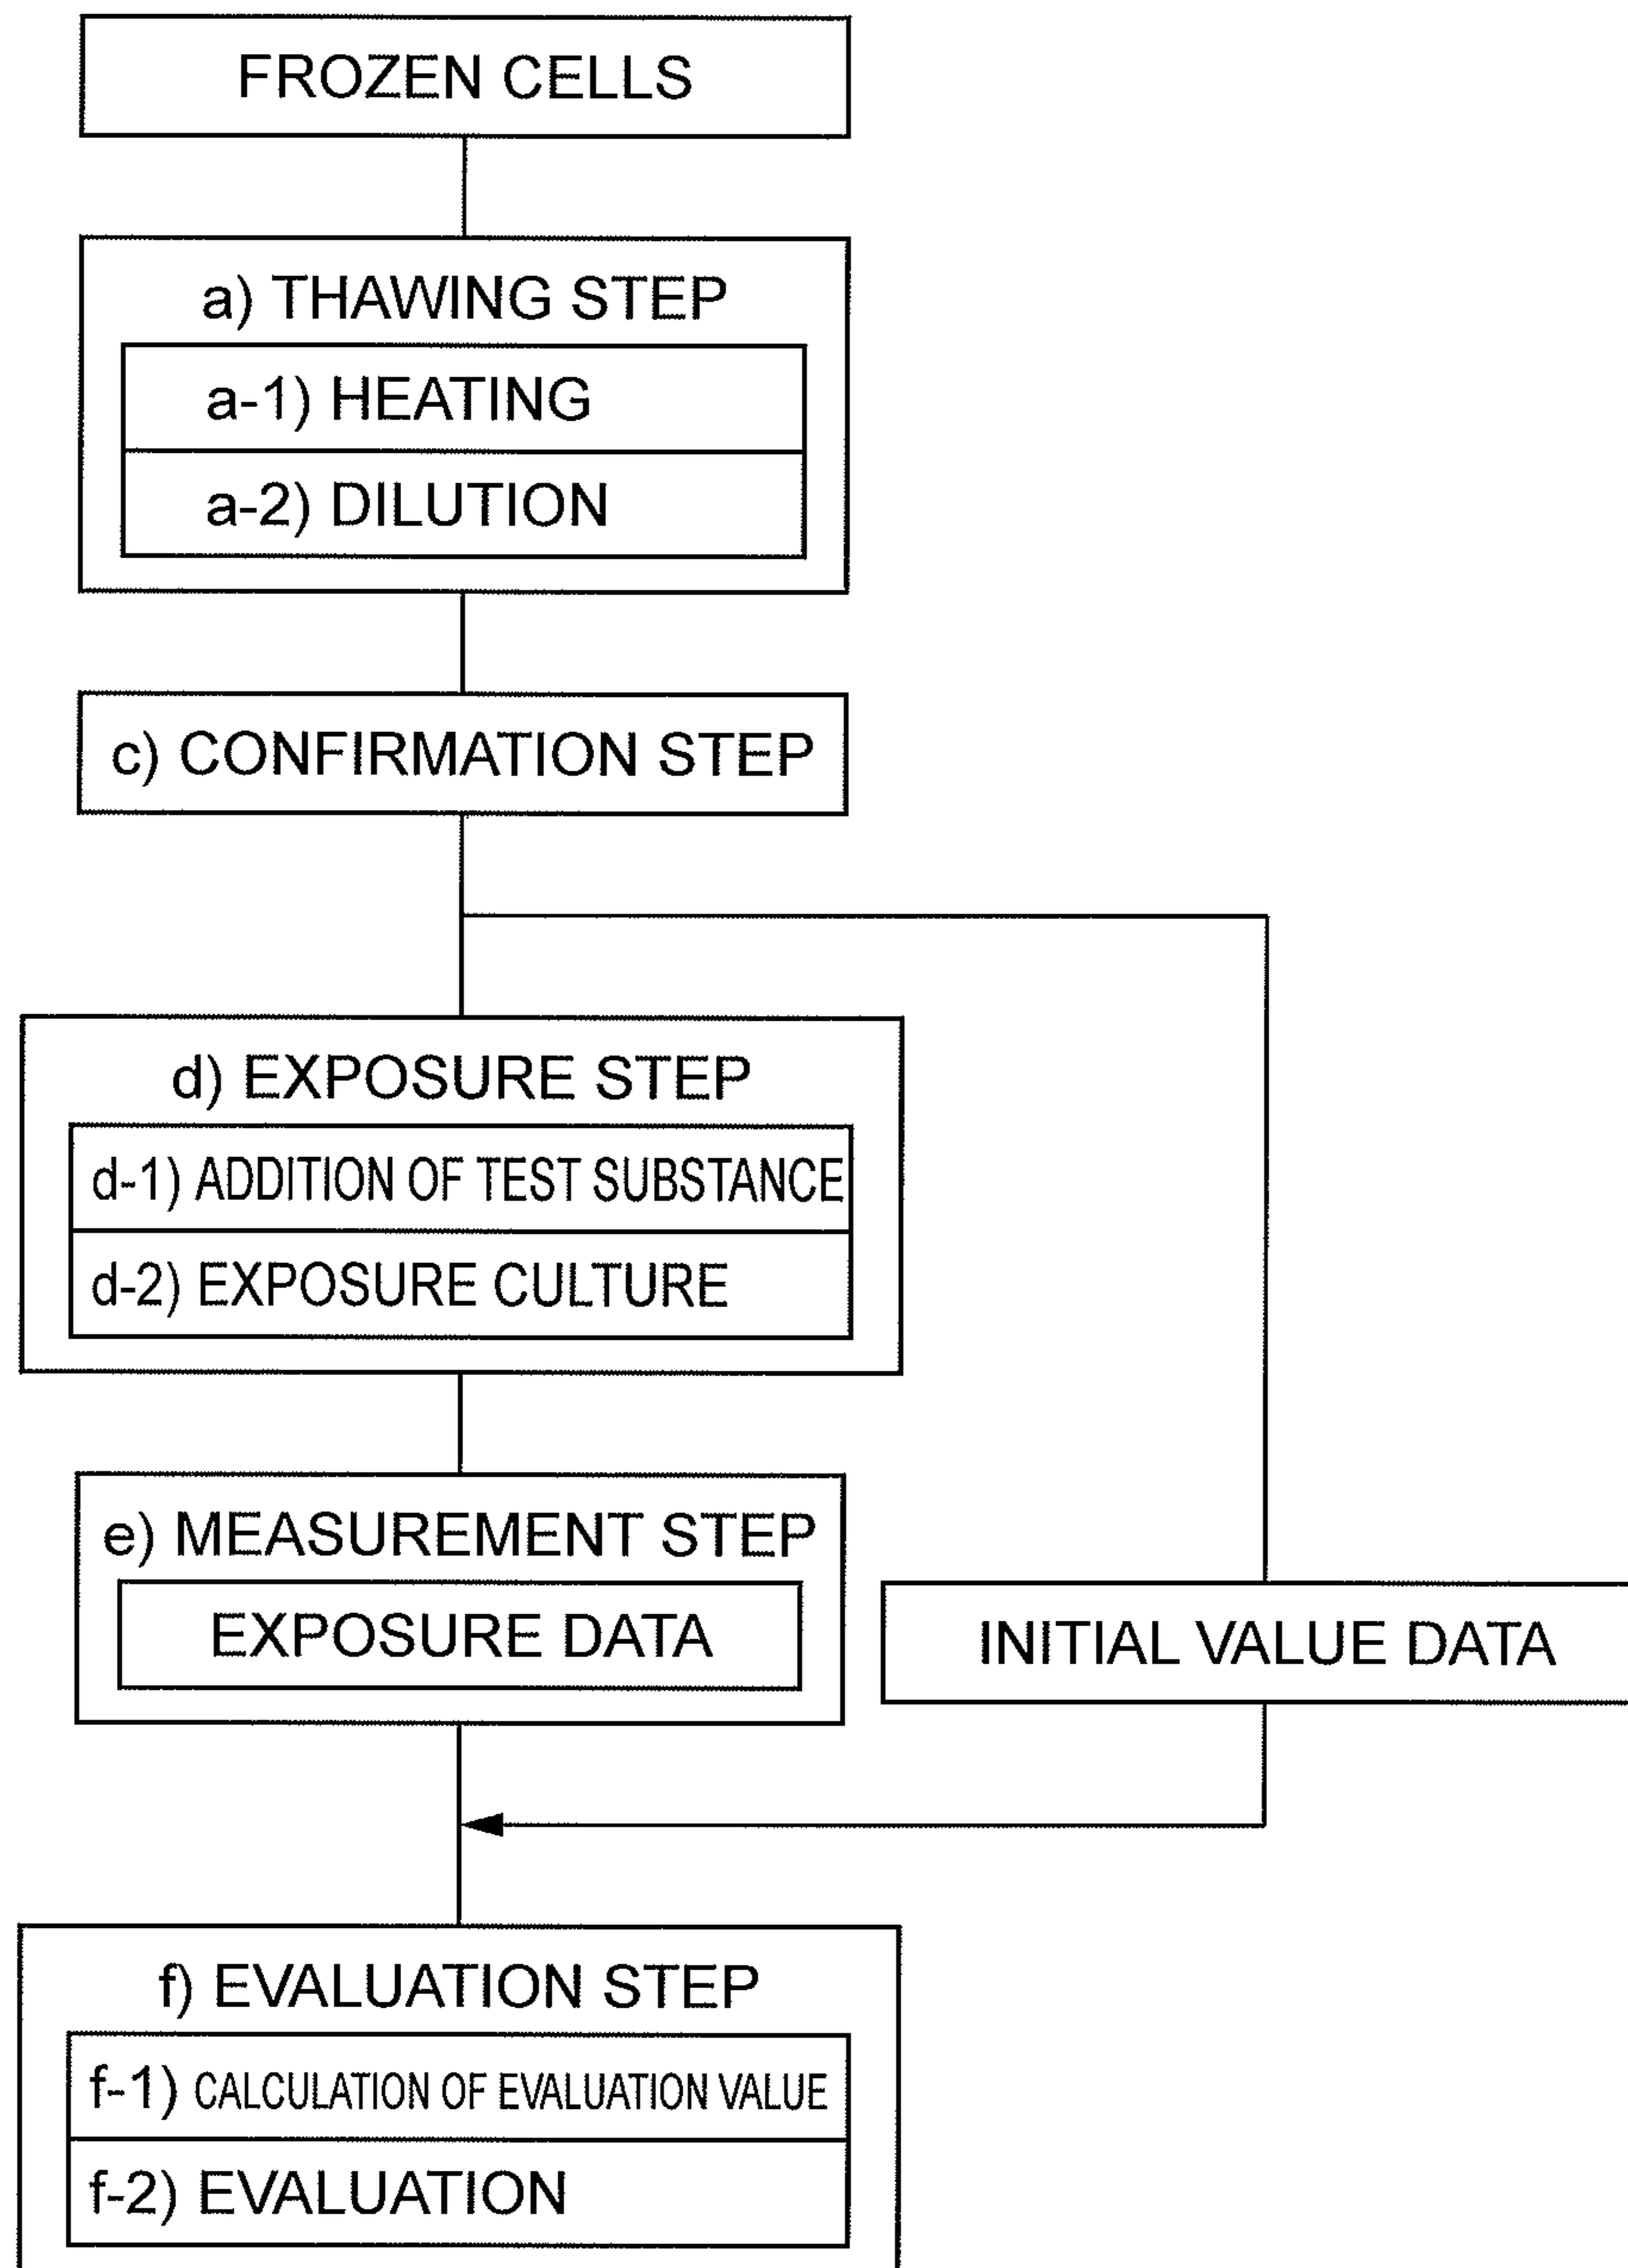 FROZEN CELLS
a) THAWING STEP
a-1) HEATING
a-2) DILUTION
c) CONFIRMATION STEP
d) EXPOSURE STEP
d-1) ADDITION OF TEST SUBSTANCE
d-2) EXPOSURE CULTURE
e) MEASUREMENT STEP
EXPOSURE DATA
INITIAL VALUE DATA
f) EVALUATION STEP
f-1) CALCULATION OF EVALUATION VALUE
f-2) EVALUATION